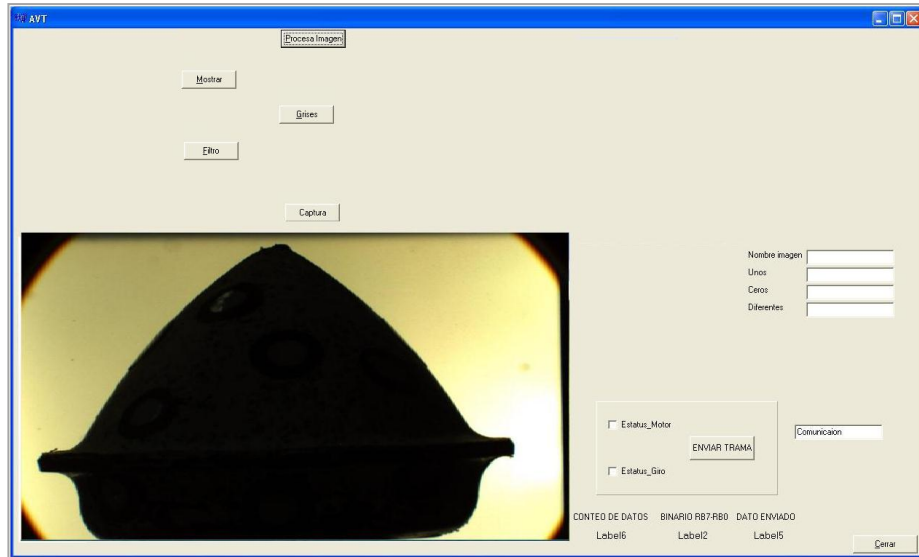 AVT
Procesa Imagen
Mostrar
Grises
Filtro
Captura
Nombre imagen
Unos
Ceros
Diferentes
Estatus_Motor
Comunicaion
ENVIAR TRAMA
Estatus_Giro
CONTEO DE DATOS BINARIO RB7-RB0 DATO ENVIADO
Label6 Label2 Label5
Cerrar